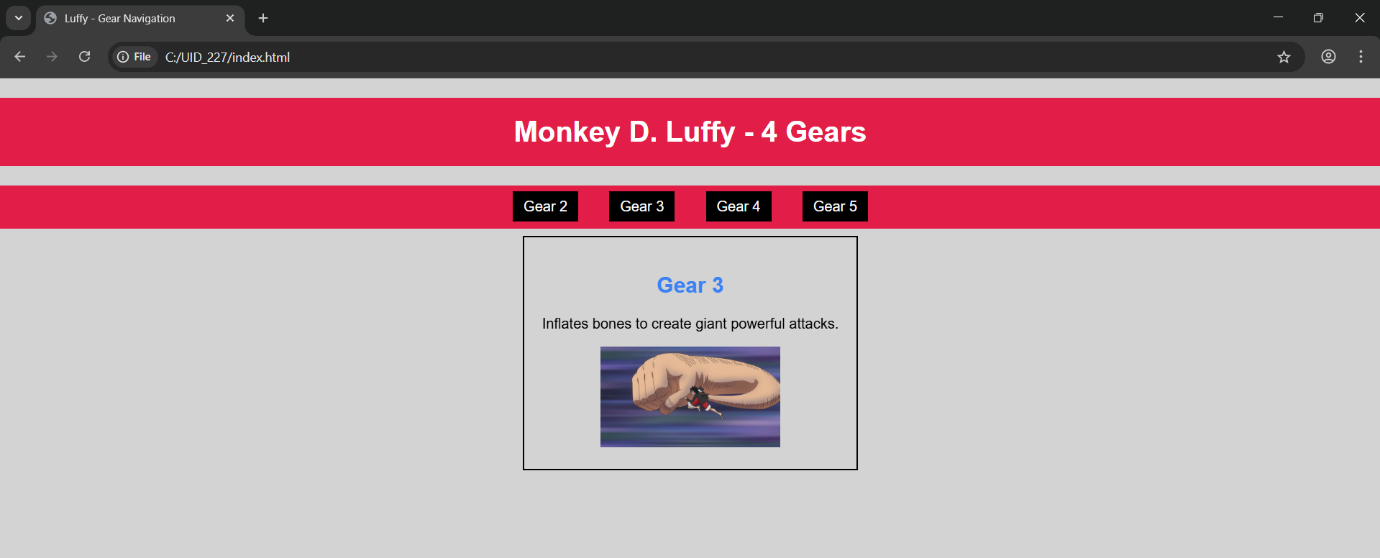 Luffy - Gear Navigation
File C:/UID_227/index.html
Monkey D. Luffy - 4 Gears
Gear 2 Gear 3 Gear 4 Gear 5
Gear 3
Inflates bones to create giant powerful attacks.